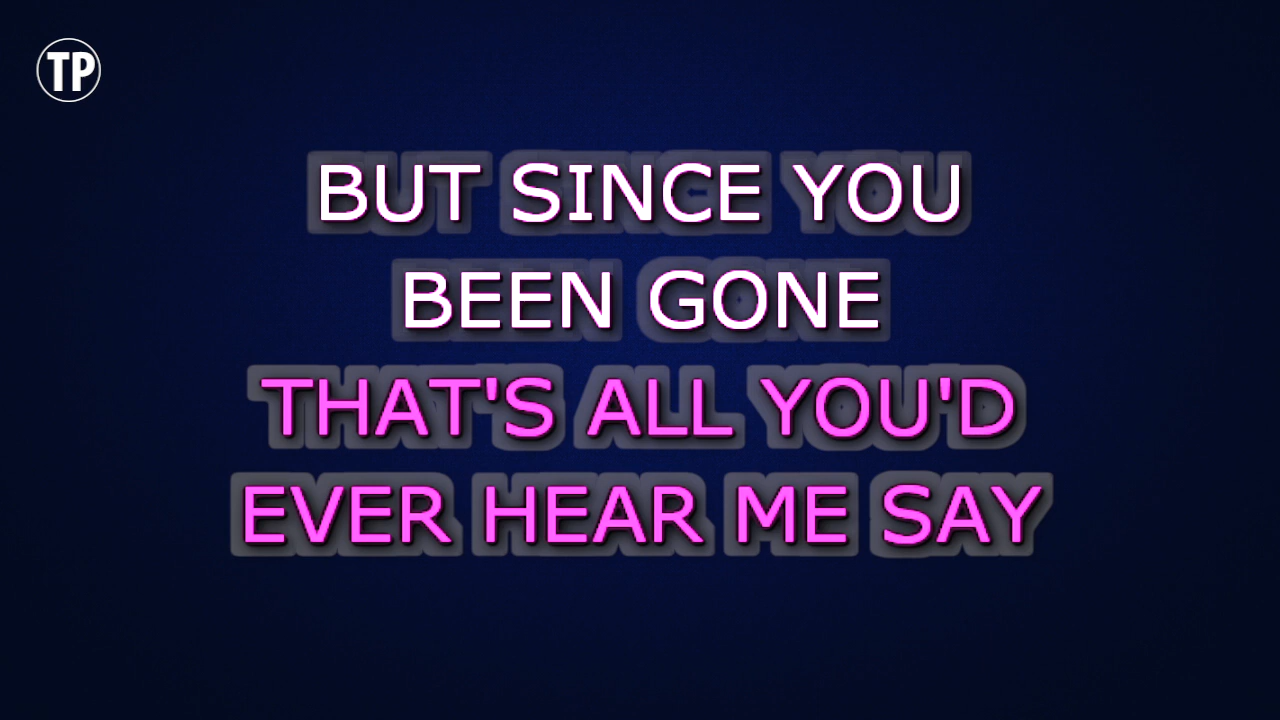 TP
BUT SINCE YOU
BEEN GONE
THAT'S ALL YOU'D
EVER HEAR ME SAY